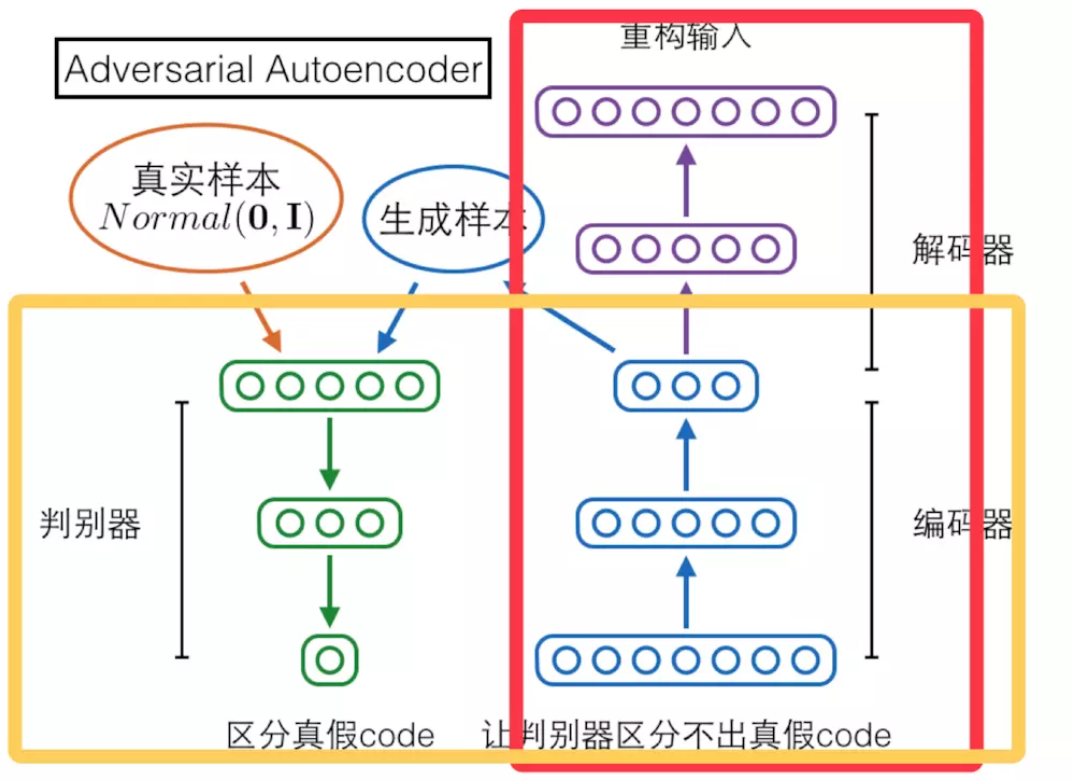 重构输入
Adversarial Autoencoder
真实样本
Normal(0, I)
生成样本
解码器
判别器
编码器
区分真假code
让判别器区分不出真假code